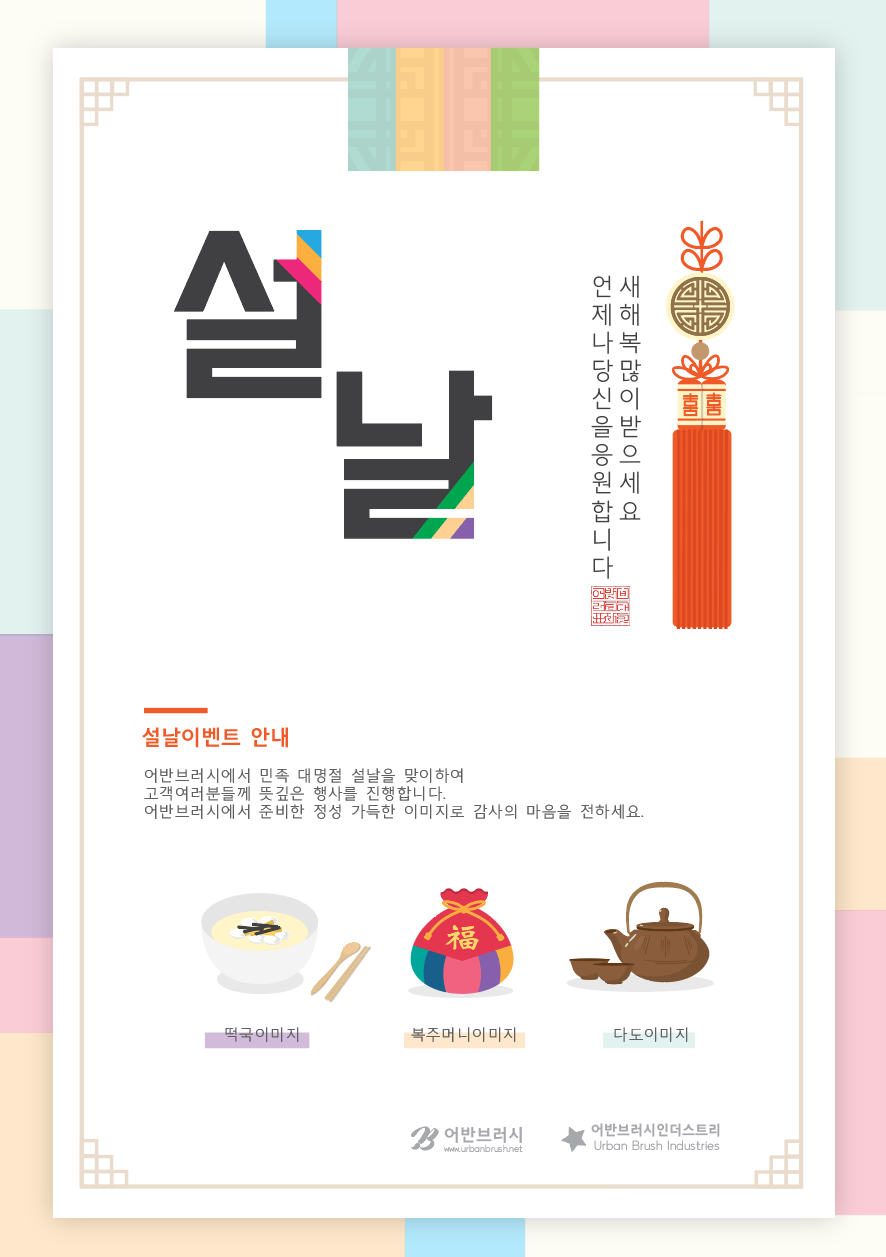 설날
새해복많이받으세요
언제나당신을응원합니다
囍
설날이벤트 안내
어반브러시에서 민족 대명절 설날을 맞이하여
고객여러분들께 뜻깊은 행사를 진행합니다.
어반브러시에서 준비한 정성 가득한 이미지로 감사의 마음을 전하세요.
福
떡국이미지
복주머니이미지
다도이미지
어반브러시
www.urbanbrush.net
어반브러시인더스트리
Urban Brush Industries